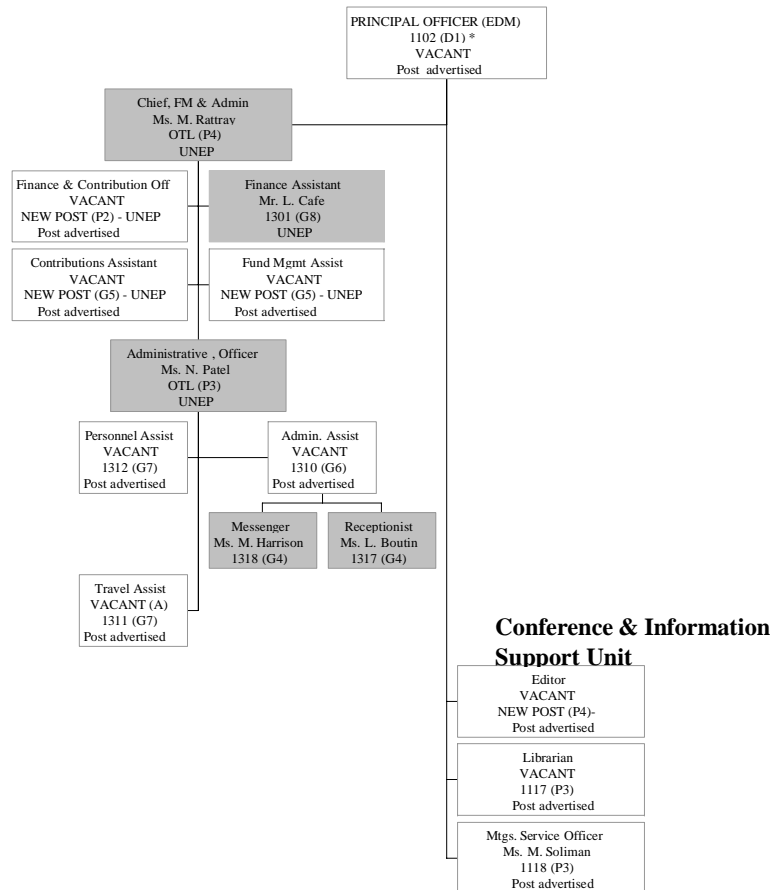 PRINCIPAL OFFICER (EDM)
1102 (D1) *
VACANT
Post advertised
Chief, FM & Admin
Ms. M. Rattray
OTL (P4)
UNEP
Finance & Contribution Off
VACANT
NEW POST (P2) - UNEP
Post advertised
Finance Assistant
Mr. L. Cafe
1301 (G8)
UNEP
Contributions Assistant
VACANT
NEW POST (G5) - UNEP
Post advertised
Fund Mgmt Assist
VACANT
NEW POST (G5) - UNEP
Post advertised
Administrative , Officer
Ms. N. Patel
OTL (P3)
UNEP
Personnel Assist
VACANT
1312 (G7)
Post advertised
Admin. Assist
VACANT
1310 (G6)
Post advertised
Messenger
Ms. M. Harrison
1318 (G4)
Receptionist
Ms. L. Boutin
1317 (G4)
Travel Assist
VACANT (A)
1311 (G7)
Post advertised
Conference & Information
Support Unit
Editor
VACANT
NEW POST (P4)-
Post advertised
Librarian
VACANT
1117 (P3)
Post advertised
Mtgs. Service Officer
Ms. M. Soliman
1118 (P3)
Post advertised